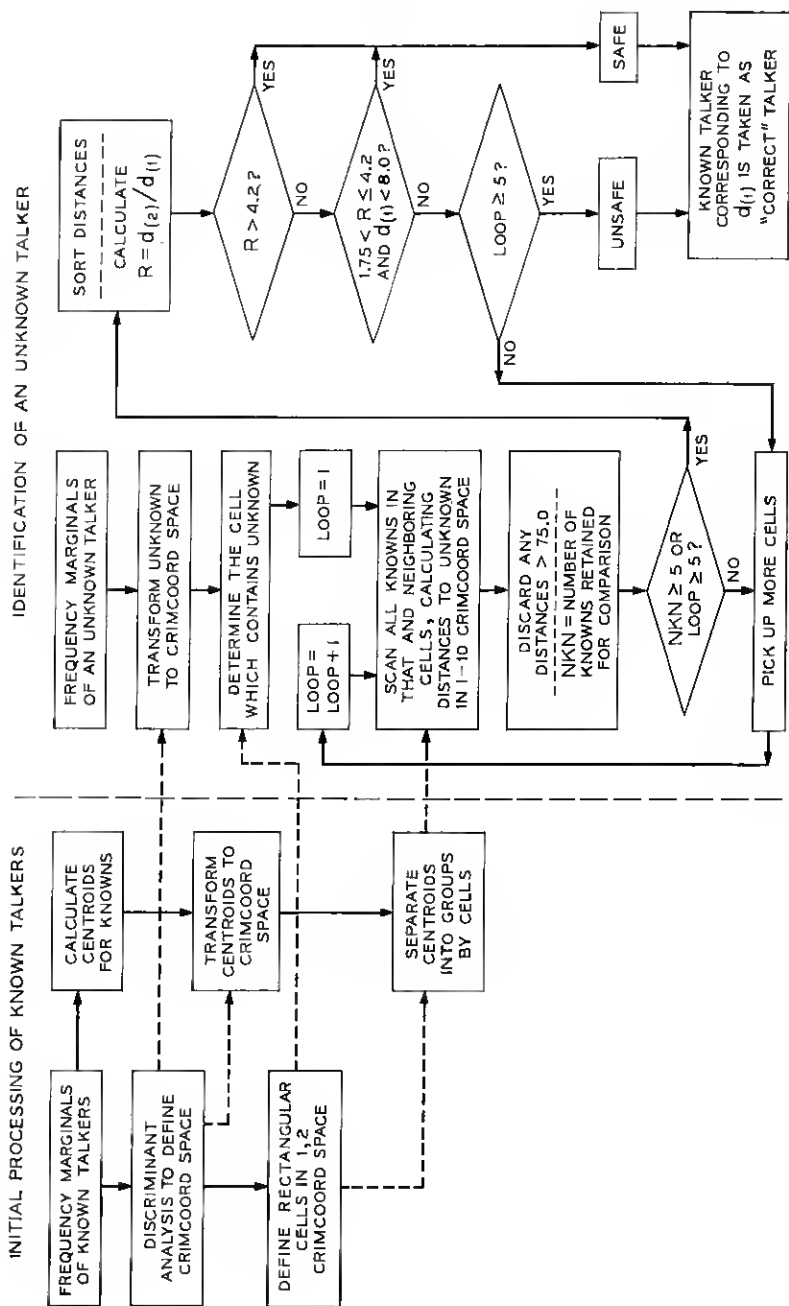 INITIAL PROCESSING OF KNOWN TALKERS
FREQUENCY MARGINALS
OF KNOWN TALKERS
CALCULATE
CENTROIDS
FOR KNOWNS
DISCRIMINANT
ANALYSIS TO DEFINE
CRIMCOORD SPACE
TRANSFORM
CENTROIDS TO
CRIMCOORD
SPACE
DEFINE RECTANGULAR
CELLS IN 1,2
CRIMCOORD SPACE
SEPARATE
CENTROIDS
INTO GROUPS
BY CELLS
IDENTIFICATION OF AN UNKNOWN TALKER
FREQUENCY MARGINALS
OF AN UNKNOWN TALKER
TRANSFORM UNKNOWN
TO CRIMCOORD SPACE
DETERMINE THE CELL
WHICH CONTAINS UNKNOWN
LOOP =
LOOP + 1
LOOP = 1
SCAN ALL KNOWNS IN
THAT AND NEIGHBORING
CELLS, CALCULATING
DISTANCES TO UNKNOWN
IN 1-10 CRIMCOORD SPACE
DISCARD ANY
DISTANCES > 75.0
NKN = NUMBER OF
KNOWNS RETAINED
FOR COMPARISON
NKN ≥ 5 OR
LOOP ≥ 5?
YES
NO
PICK UP MORE CELLS
SORT DISTANCES
CALCULATE
R = d(2)/d(1)
R > 4.2?
YES
NO
1.75 < R ≤ 4.2
AND d(1) < 8.0?
YES
NO
LOOP ≥ 5?
NO
YES
UNSAFE
SAFE
KNOWN TALKER
CORRESPONDING TO
d(1) IS TAKEN AS
"CORRECT" TALKER